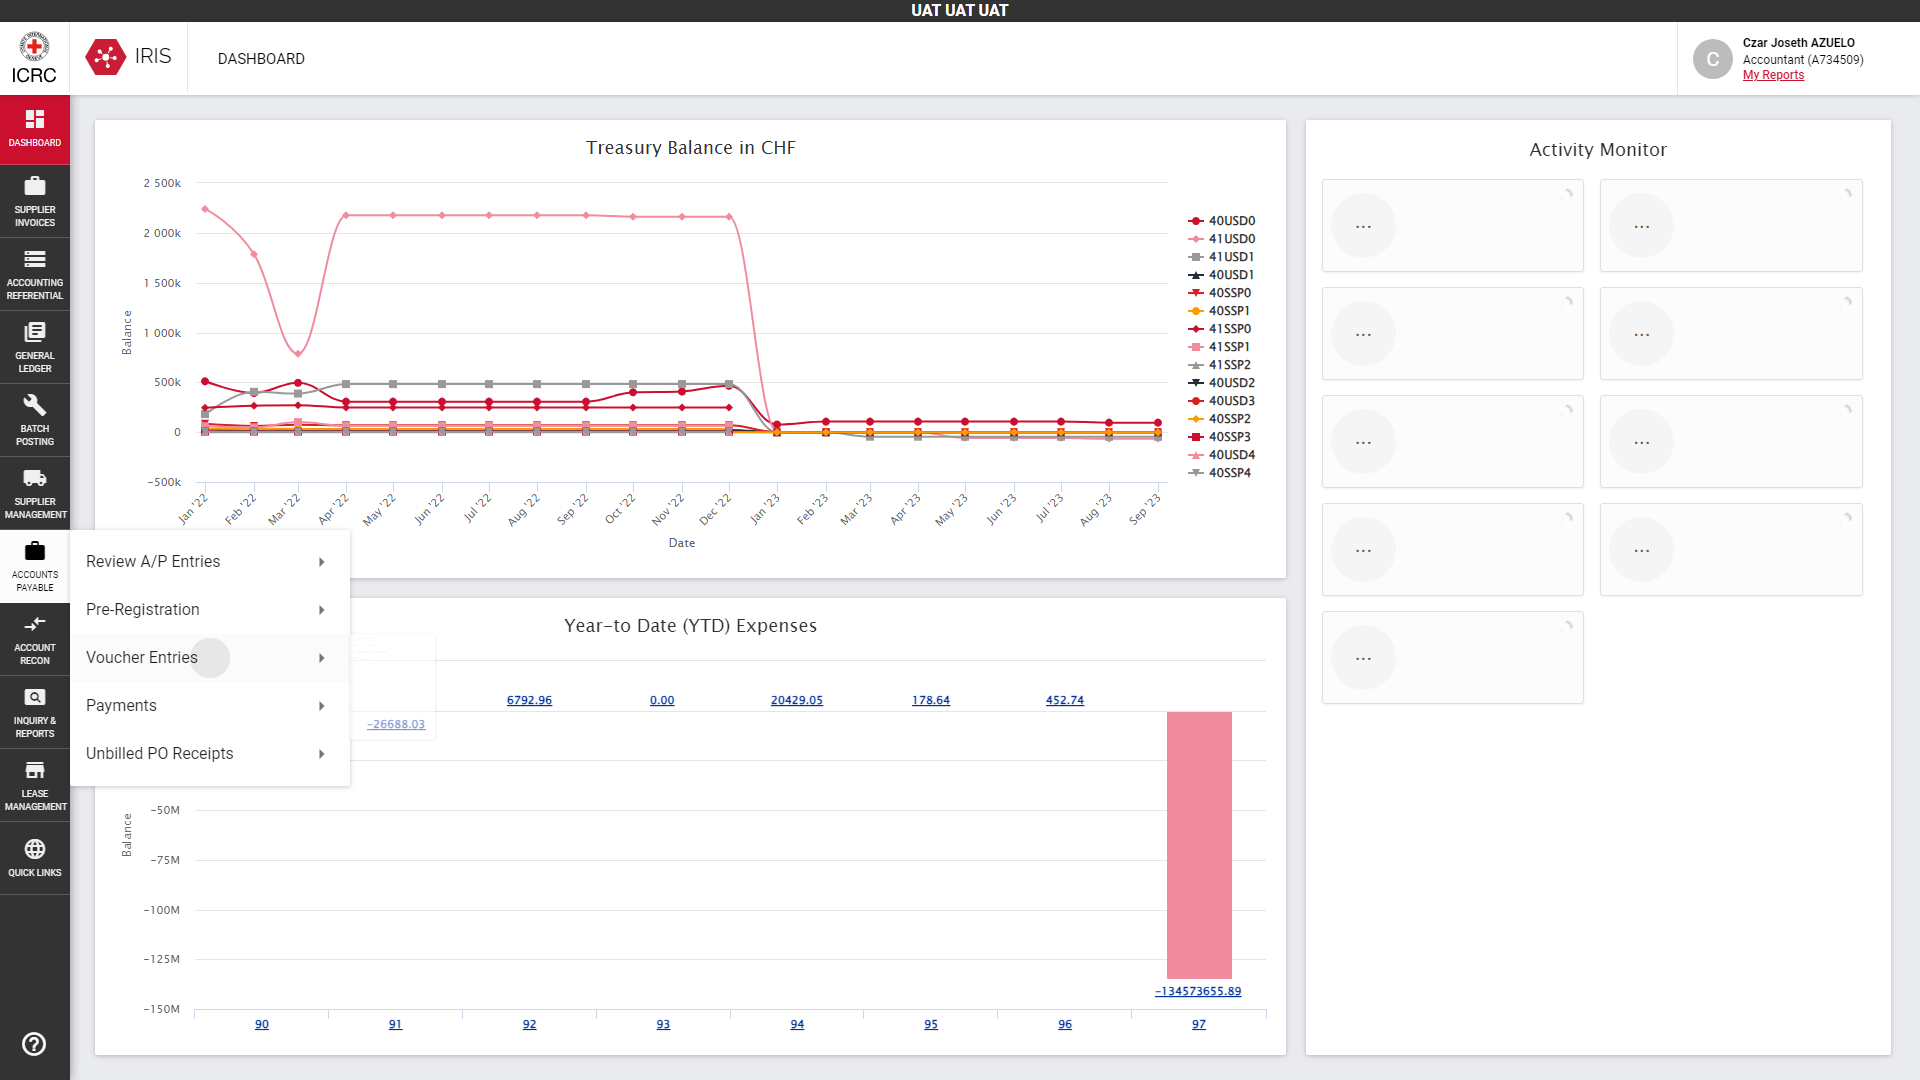 UAT UAT UAT
ICRC
IRIS
DASHBOARD
C
Czar Joseth AZUELO
Accountant (A734509)
My Reports
DASHBOARD
SUPPLIER
INVOICES
ACCOUNTING
REFERENTIAL
GENERAL
LEDGER
BATCH
POSTING
SUPPLIER
MANAGEMENT
ACCOUNTS
PAYABLE
ACCOUNT
RECON
INQUIRY &
REPORTS
LEASE
MANAGEMENT
QUICK LINKS
Review A/P Entries
Pre-Registration
Voucher Entries
Payments
Unbilled PO Receipts
Treasury Balance in CHF
Balance
2 500k
2 000k
1 500k
1 000k
500k
0
-500k
Jan '22
Feb '22
Mar '22
Apr '22
May '22
Jun '22
Jul '22
Aug '22
Sep '22
Oct '22
Nov '22
Dec '22
Jan '23
Feb '23
Mar '23
Apr '23
May '23
Jun '23
Jul '23
Aug '23
Sep '23
Date
40USD0
41USD0
41USD1
40USD1
40SSP0
40SSP1
41SSP0
41SSP1
41SSP2
40USD2
40USD3
40SSP2
40SSP3
40USD4
40SSP4
Year-to Date (YTD) Expenses
Balance
-50M
-75M
-100M
-125M
-150M
-26688.03
6792.96
0.00
20429.05
178.64
452.74
-134573655.89
90
91
92
93
94
95
96
97
Activity Monitor
...
...
...
...
...
...
...
...
...